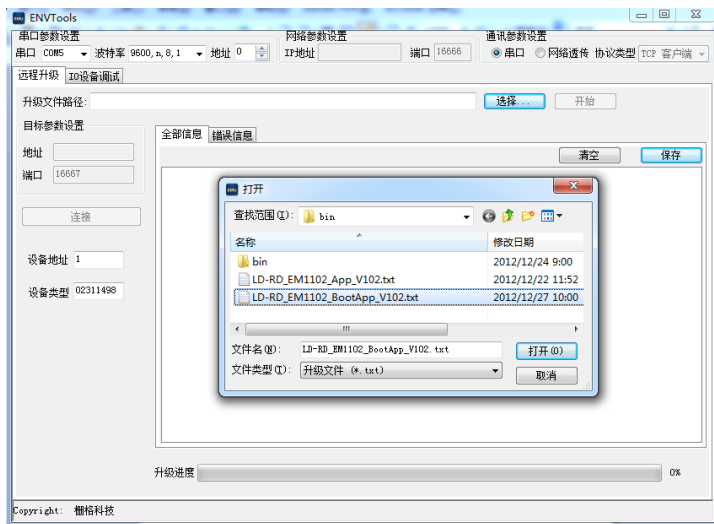 ENVTools
串口参数设置 网络参数设置 通讯参数设置
串口 COM5 波特率 9600,n,8,1 地址 0 IP地址 端口 16666 串口 网络透传 协议类型 TCP 客户端
远程升级 IO设备调试
升级文件路径: 选择... 开始
目标参数设置
全部信息 错误信息
地址
清空 保存
端口 16667
打开
连接
查找范围(I): bin
名称 修改日期
设备地址 1
bin 2012/12/24 9:00
LD-RD_EM1102_App_V102.txt 2012/12/22 11:52
设备类型 02311498
LD-RD_EM1102_BootApp_V102.txt 2012/12/27 10:00
文件名(N): LD-RD_EM1102_BootApp_V102.txt 打开(O)
文件类型(T): 升级文件 (*.txt) 取消
升级进度 0%
Copyright: 栅格科技